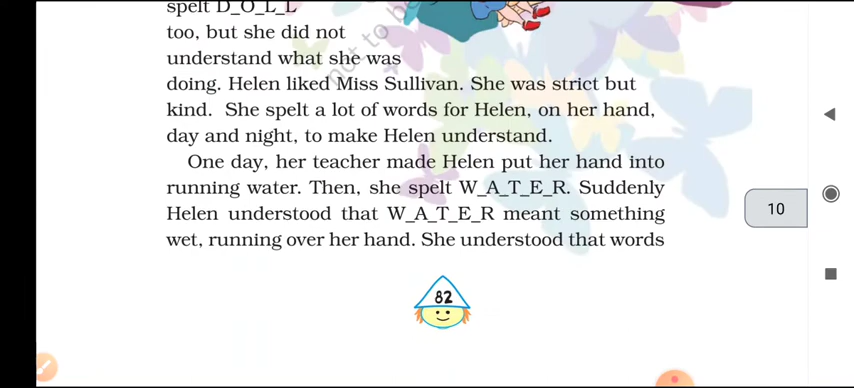 spelt D_O_L_L
too, but she did not
understand what she was
doing. Helen liked Miss Sullivan. She was strict but
kind. She spelt a lot of words for Helen, on her hand,
day and night, to make Helen understand.
One day, her teacher made Helen put her hand into
running water. Then, she spelt W_A_T_E_R. Suddenly
Helen understood that W_A_T_E_R meant something
wet, running over her hand. She understood that words
82
10
not to be